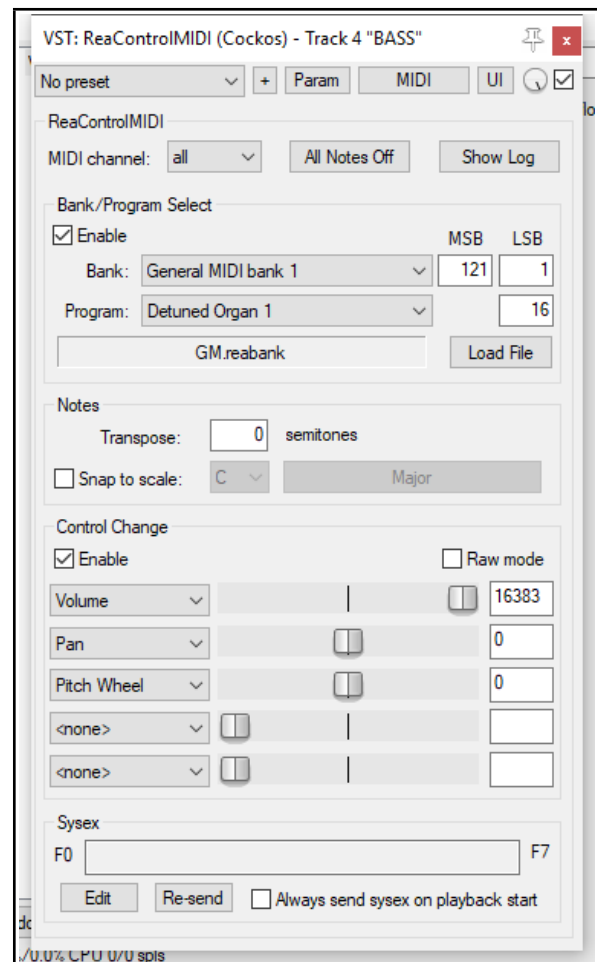 VST: ReaControlMIDI (Cockos) - Track 4 "BASS" x
No preset + Param MIDI UI
ReaControlMIDI
MIDI channel: all All Notes Off Show Log
Bank/Program Select
Enable MSB LSB
Bank: General MIDI bank 1 121 1
Program: Detuned Organ 1 16
GM.reabank Load File
Notes
Transpose: 0 semitones
Snap to scale: C Major
Control Change
Enable Raw mode
Volume 16383
Pan 0
Pitch Wheel 0
<none>
<none>
Sysex
F0 F7
Edit Re-send Always send sysex on playback start
/0.0% CPU 0/0 spls